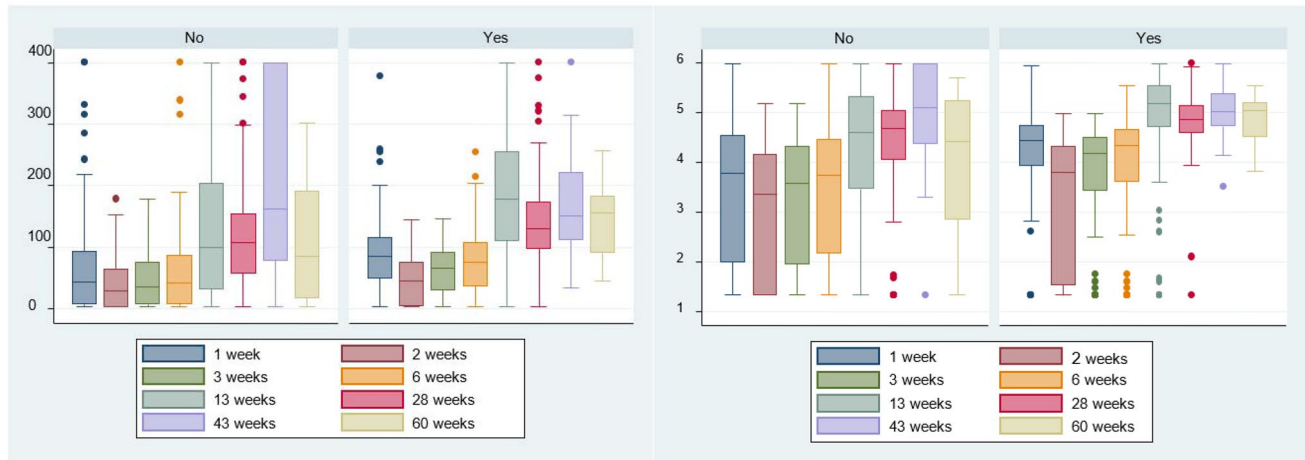 No Yes
400
300
200
100
0
1 week 2 weeks
3 weeks 6 weeks
13 weeks 28 weeks
43 weeks 60 weeks
No Yes
6
5
4
3
2
1
1 week 2 weeks
3 weeks 6 weeks
13 weeks 28 weeks
43 weeks 60 weeks